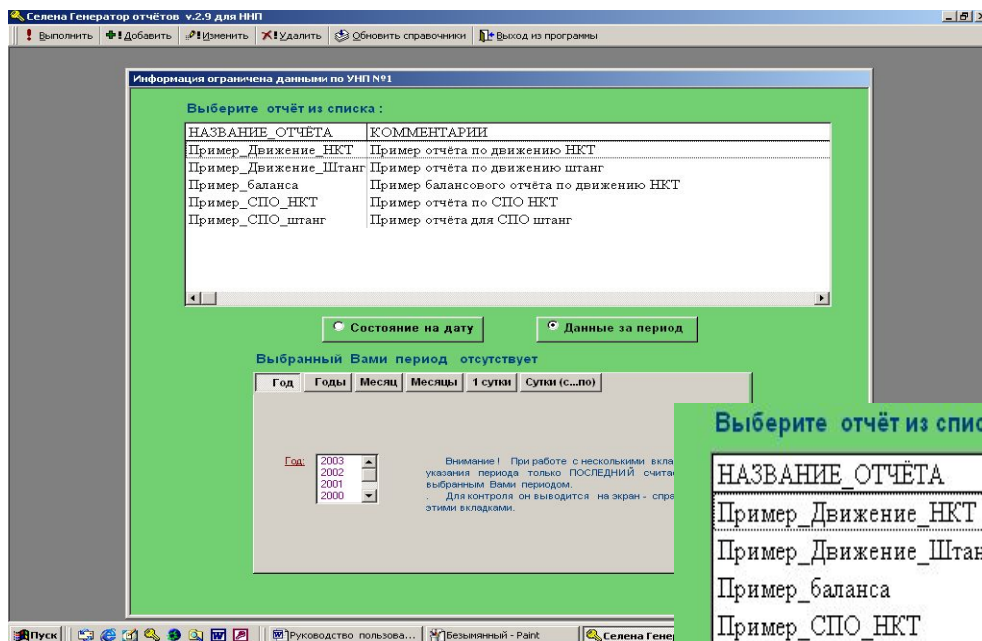 Селена Генератор отчётов v.2.9 для ННП
Выполнить Добавить Изменить Удалить Обновить справочники Выход из программы
Информация ограничена данными по УНП №1
Выберите отчёт из списка :
НАЗВАНИЕ_ОТЧЁТА КОММЕНТАРИИ
Пример_Движение_НКТ Пример отчёта по движению НКТ
Пример_Движение_Штанг Пример отчёта по движению штанг
Пример_баланса Пример балансового отчёта по движению НКТ
Пример_СПО_НКТ Пример отчёта по СПО НКТ
Пример_СПО_штанг Пример отчёта для СПО штанг
Состояние на дату Данные за период
Выбранный Вами период отсутствует
Год Годы Месяц Месяцы 1 сутки Сутки (с...по)
Год:
2003
2002
2001
2000
Внимание ! При работе с несколькими вкла
указания периода только ПОСЛЕДНИЙ счита
выбранным Вами периодом.
. Для контроля он выводится на экран - спра
этими вкладками.
Выберите отчёт из спис
НАЗВАНИЕ_ОТЧЁТА
Пример_Движение_НКТ
Пример_Движение_Штан
Пример_баланса
Пример_СПО_НКТ
Пуск Руководство пользова... Безымянный - Paint Селена Гене